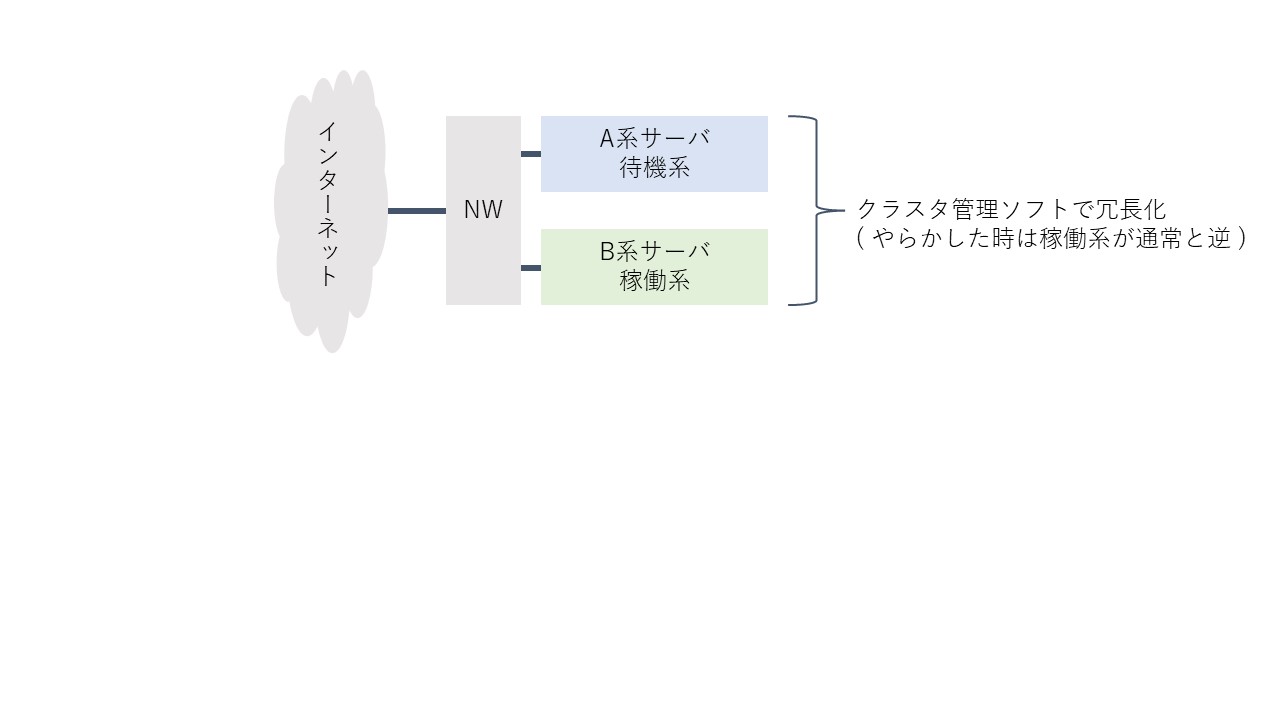 インターネット
NW
A系サーバ
待機系
B系サーバ
稼働系
クラスタ管理ソフトで冗長化
( やらかした時は稼働系が通常と逆 )